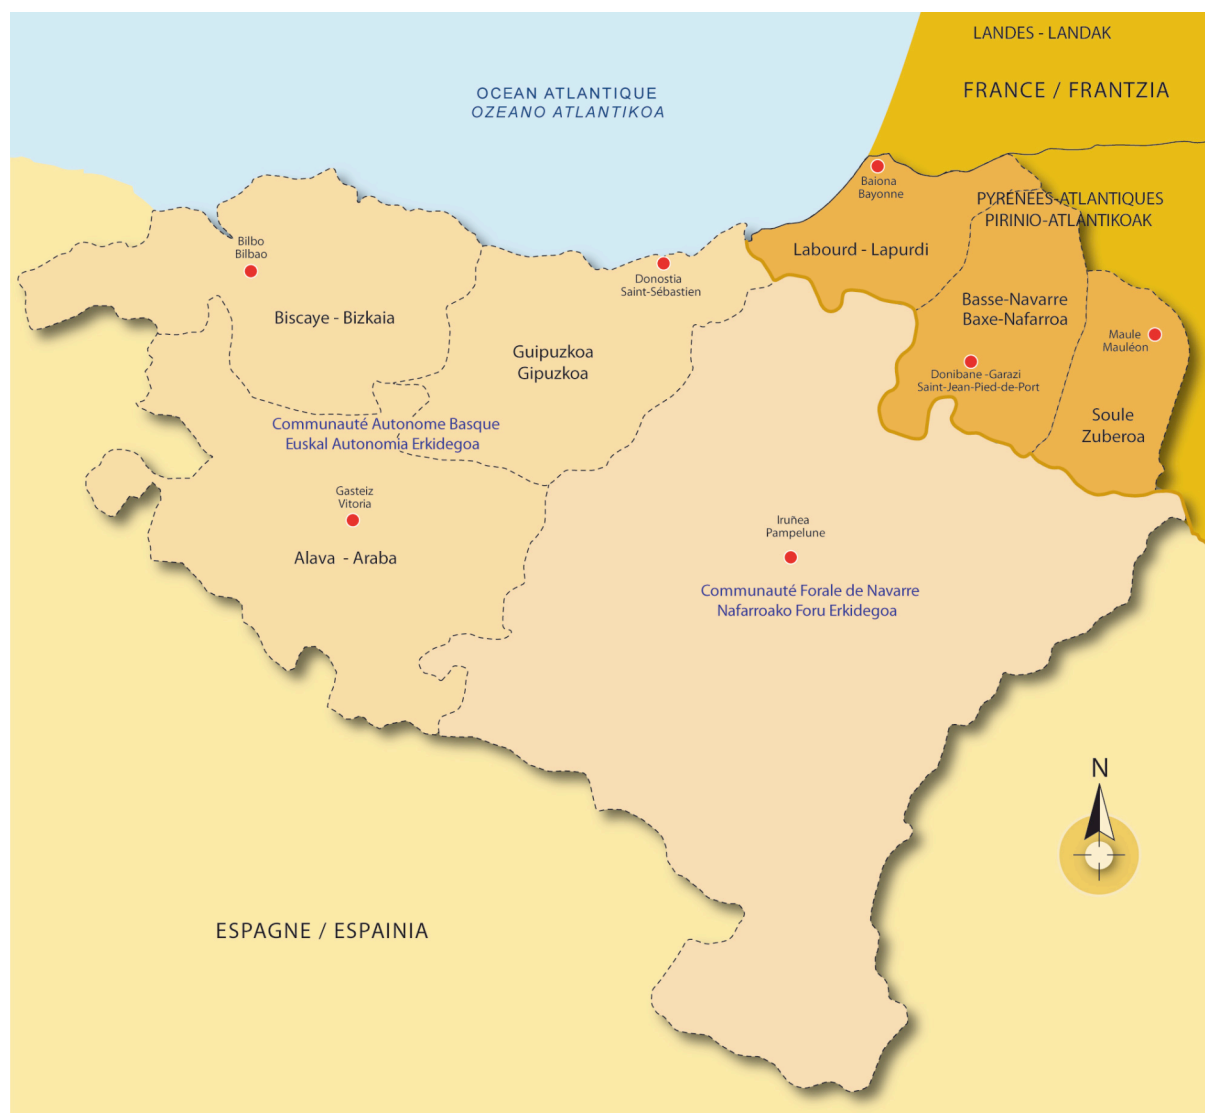 LANDES - LANDAK
FRANCE / FRANTZIA
OCEAN ATLANTIQUE
OZEANO ATLANTIKOA
Baiona
Bayonne
PYRÉNÉES-ATLANTIQUES
PIRINIO-ATLANTIKOAK
Labourd - Lapurdi
Bilbo
Bilbao
Donostia
Saint-Sébastien
Basse-Navarre
Baxe-Nafarroa
Biscaye - Bizkaia
Maule
Mauléon
Guipuzkoa
Gipuzkoa
Donibane -Garazi
Saint-Jean-Pied-de-Port
Soule
Zuberoa
Communauté Autonome Basque
Euskal Autonomia Erkidegoa
Gasteiz
Vitoria
Iruñea
Pampelune
Alava - Araba
Communauté Forale de Navarre
Nafarroako Foru Erkidegoa
N
ESPAGNE / ESPAINIA